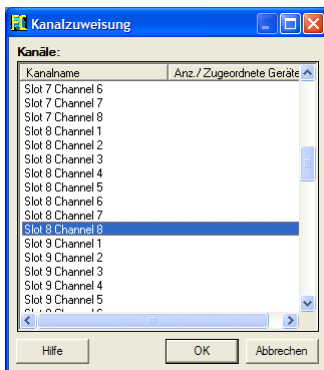 Kanalzuweisung
Kanäle:
Kanalname Anz./ Zugeordnete Geräte
Slot 7 Channel 6
Slot 7 Channel 7
Slot 7 Channel 8
Slot 8 Channel 1
Slot 8 Channel 2
Slot 8 Channel 3
Slot 8 Channel 4
Slot 8 Channel 5
Slot 8 Channel 6
Slot 8 Channel 7
Slot 8 Channel 8
Slot 9 Channel 1
Slot 9 Channel 2
Slot 9 Channel 3
Slot 9 Channel 4
Slot 9 Channel 5
Hilfe OK Abbrechen